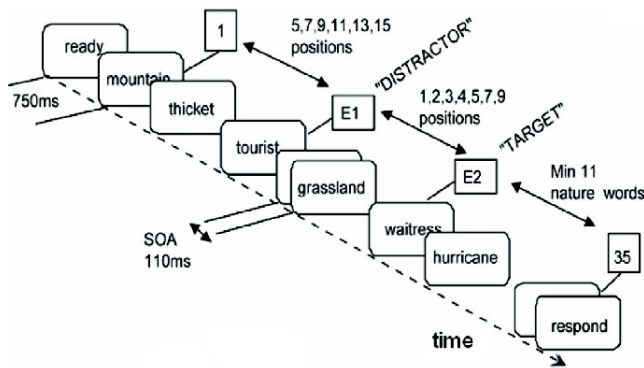 ready
1
5,7,9,11,13,15
positions
"DISTRACTOR"
mountain
750ms
thicket
E1
1,2,3,4,5,7,9
positions
"TARGET"
tourist
grassland
E2
Min 11
nature words
SOA
110ms
waitress
hurricane
35
time
respond